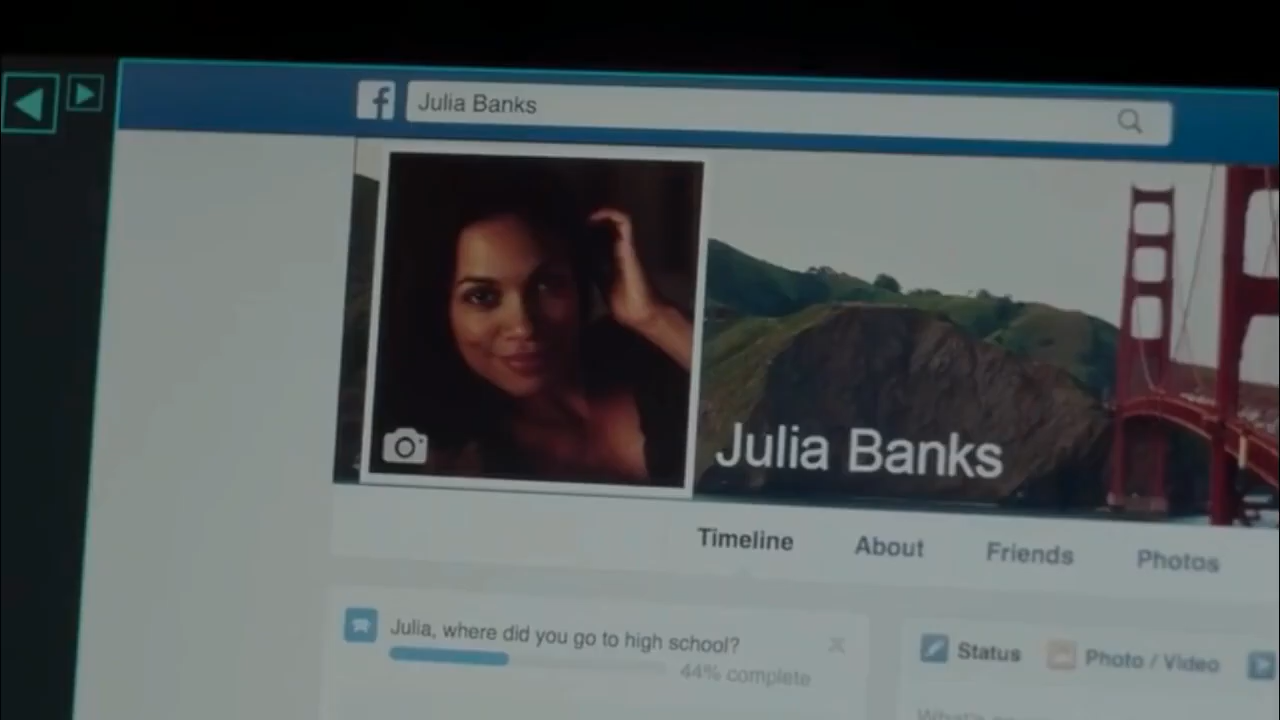 f Julia Banks
Julia Banks
Timeline About Friends Photos
Julia, where did you go to high school?
44% complete
Status Photo / Video